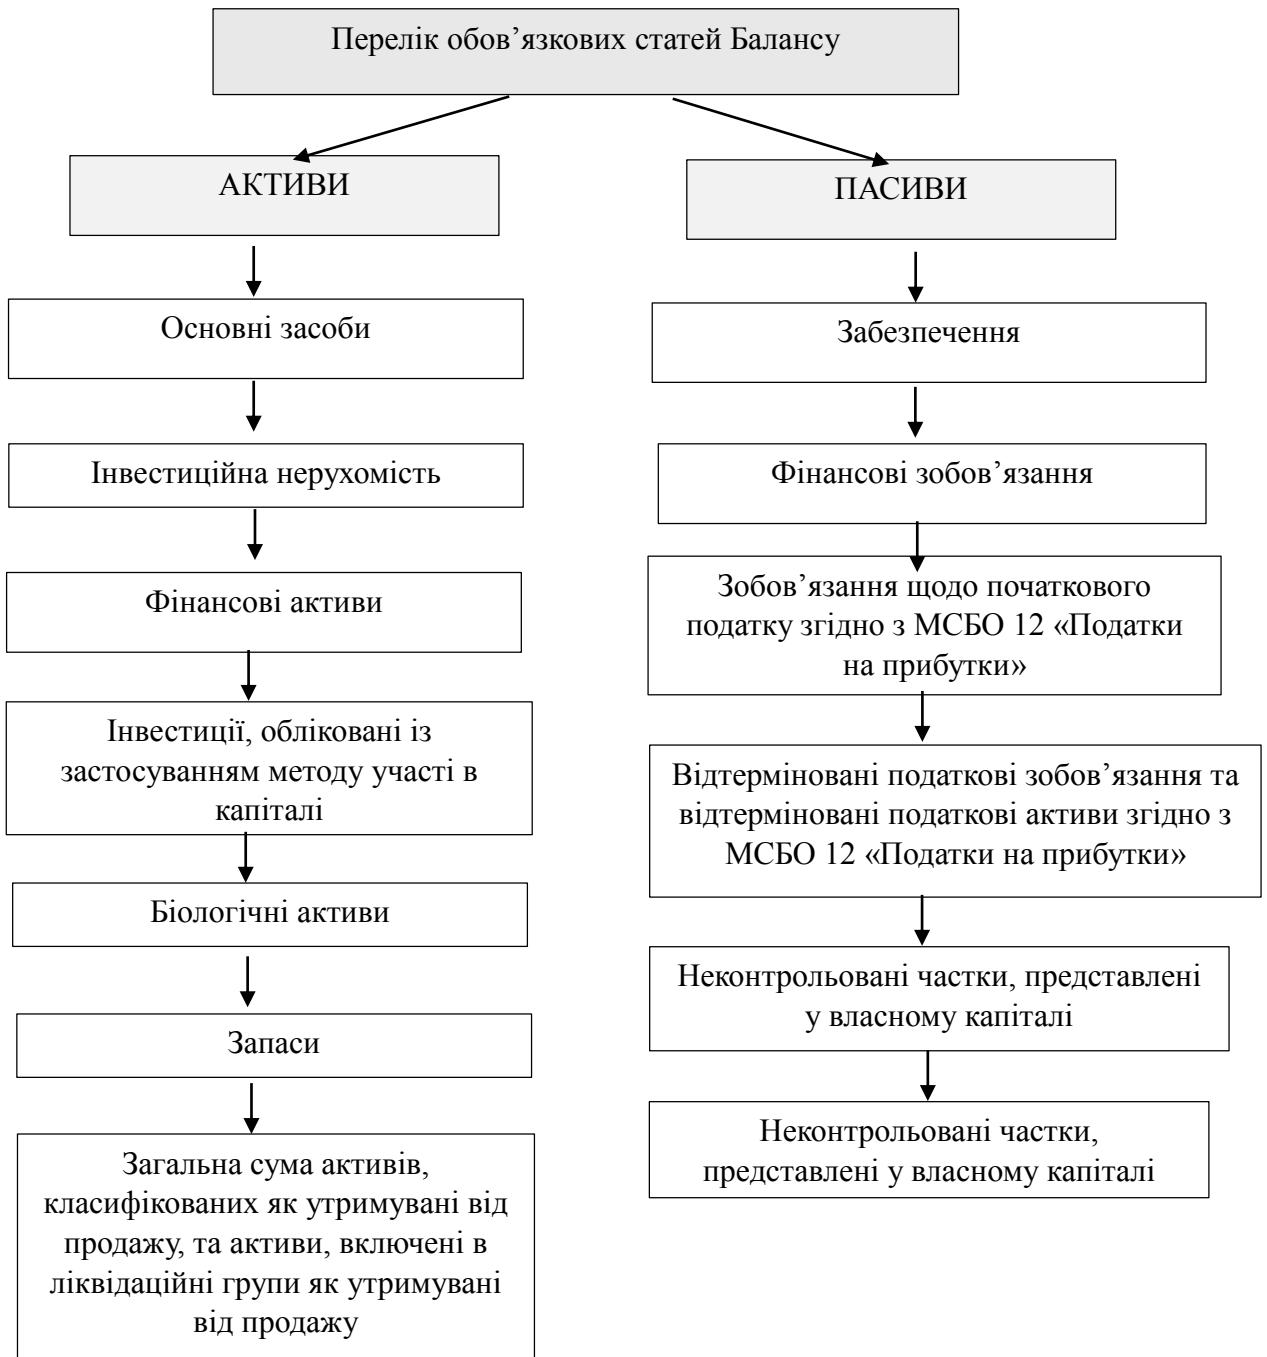 Перелік обов’язкових статей Балансу
АКТИВИ
Основні засоби
Інвестиційна нерухомість
Фінансові активи
Інвестиції, обліковані із
застосуванням методу участі в
капіталі
Біологічні активи
Запаси
Загальна сума активів,
класифікованих як утримувані від
продажу, та активи, включені в
ліквідаційні групи як утримувані
від продажу
ПАСИВИ
Забезпечення
Фінансові зобов’язання
Зобов’язання щодо початкового
податку згідно з МСБО 12 «Податки
на прибутки»
Відтерміновані податкові зобов’язання та
відтерміновані податкові активи згідно з
МСБО 12 «Податки на прибутки»
Неконтрольовані частки, представлені
у власному капіталі
Неконтрольовані частки,
представлені у власному капіталі